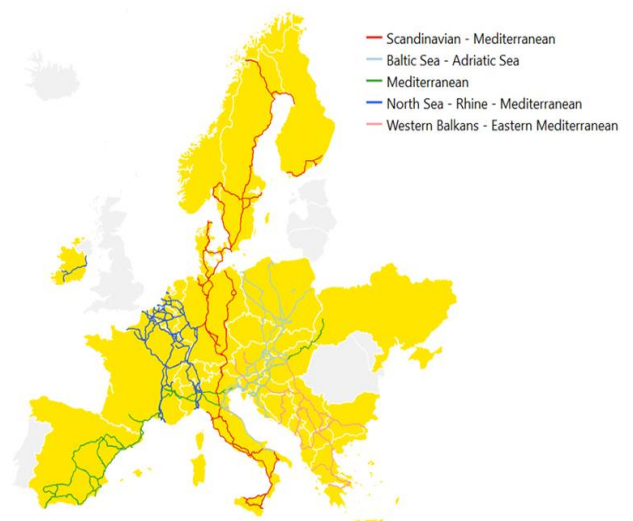 Scandinavian - Mediterranean
Baltic Sea - Adriatic Sea
Mediterranean
North Sea - Rhine - Mediterranean
Western Balkans - Eastern Mediterranean